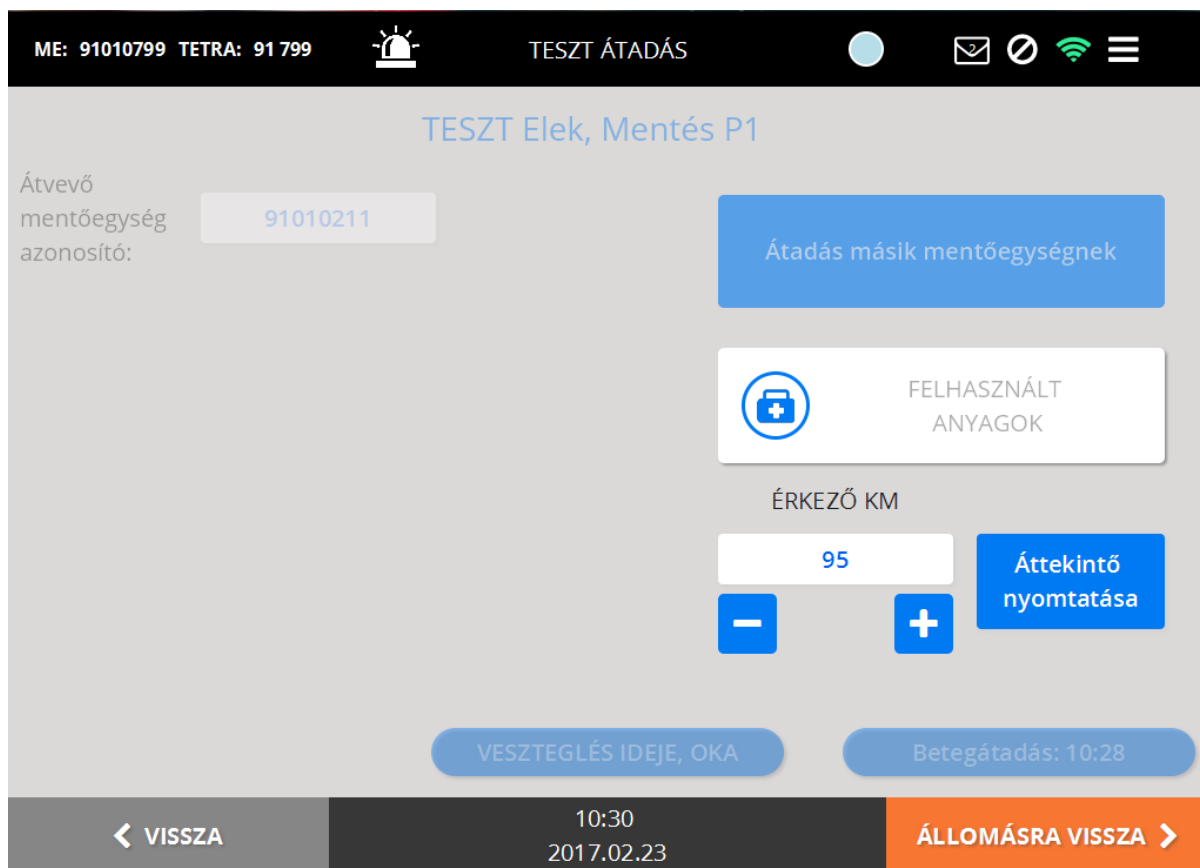 ME: 91010799 TETRA: 91 799
TESZT ÁTADÁS
2
TESZT Elek, Mentés P1
Átvevő
mentőegység
azonosító:
91010211
Átadás másik mentőegységnek
FELHASZNÁLT
ANYAGOK
ÉRKEZŐ KM
95
Áttekintő
nyomtatása
VESZTEGLÉS IDEJE, OKA
Betegátadás: 10:28
VISSZA
10:30
2017.02.23
ÁLLOMÁSRA VISSZA